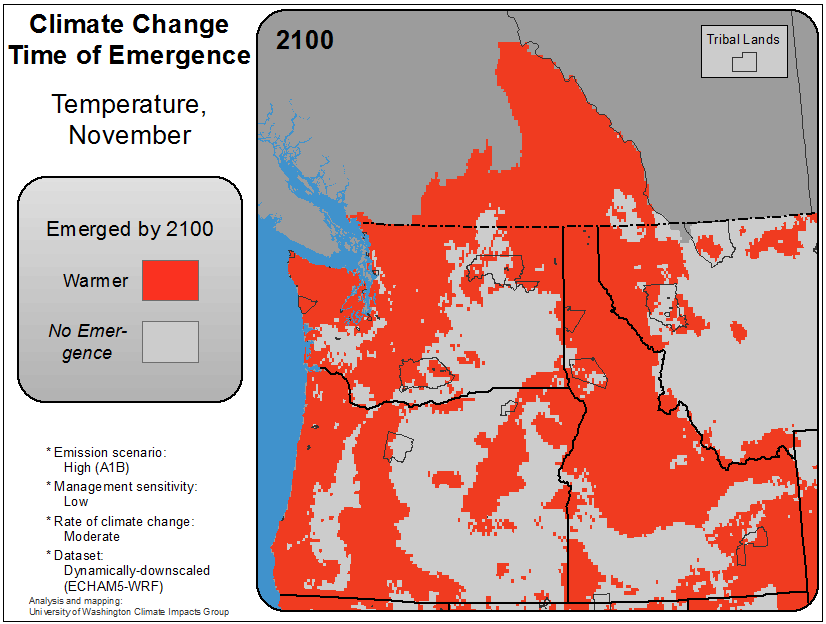 Climate Change
Time of Emergence
Temperature,
November
Emerged by 2100
Warmer
No Emer-
gence
* Emission scenario:
High (A1B)
* Management sensitivity:
Low
* Rate of climate change:
Moderate
* Dataset:
Dynamically-downscaled
(ECHAM5-WRF)
Analysis and mapping:
University of Washington Climate Impacts Group
2100
Tribal Lands